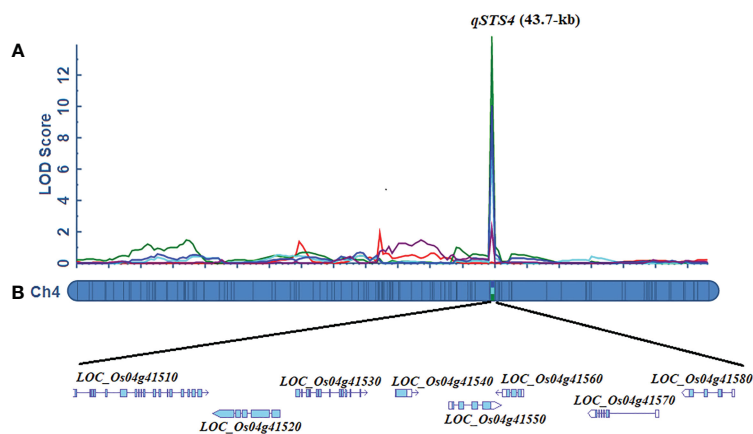 qSTS4 (43.7-kb)
A
LOD Score
12
10
8
6
4
2
0
B
Ch4
LOC_Os04g41510
LOC_Os04g41520
LOC_Os04g41530
LOC_Os04g41540
LOC_Os04g41550
LOC_Os04g41560
LOC_Os04g41570
LOC_Os04g41580